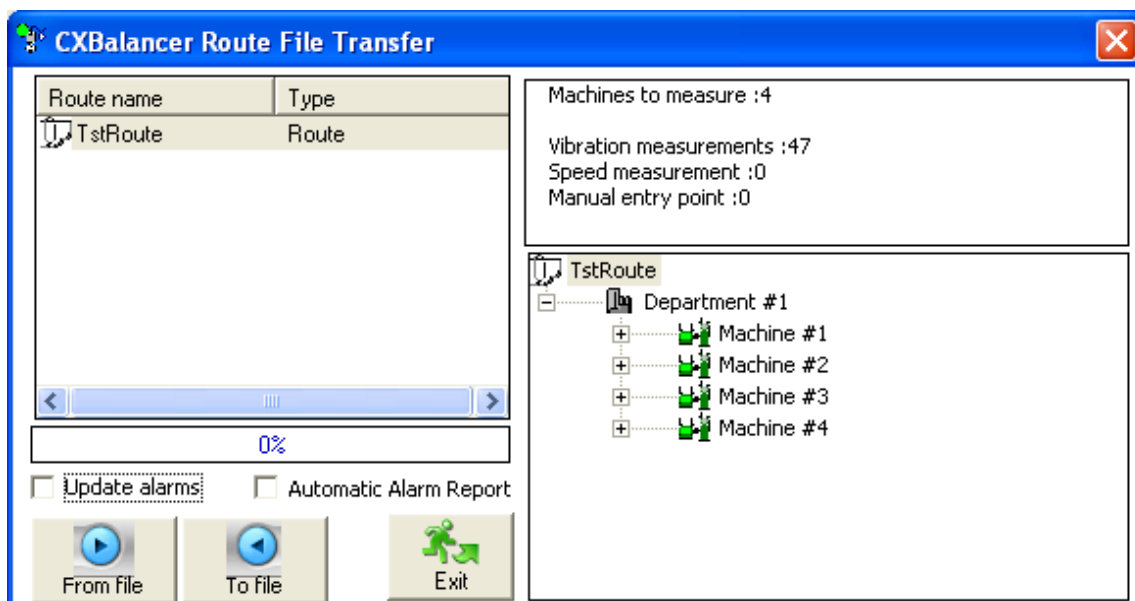 CXBalancer Route File Transfer
Route name Type
TstRoute Route
0%
Update alarms Automatic Alarm Report
From file To file Exit
Machines to measure :4
Vibration measurements :47
Speed measurement :0
Manual entry point :0
TstRoute
Department #1
Machine #1
Machine #2
Machine #3
Machine #4